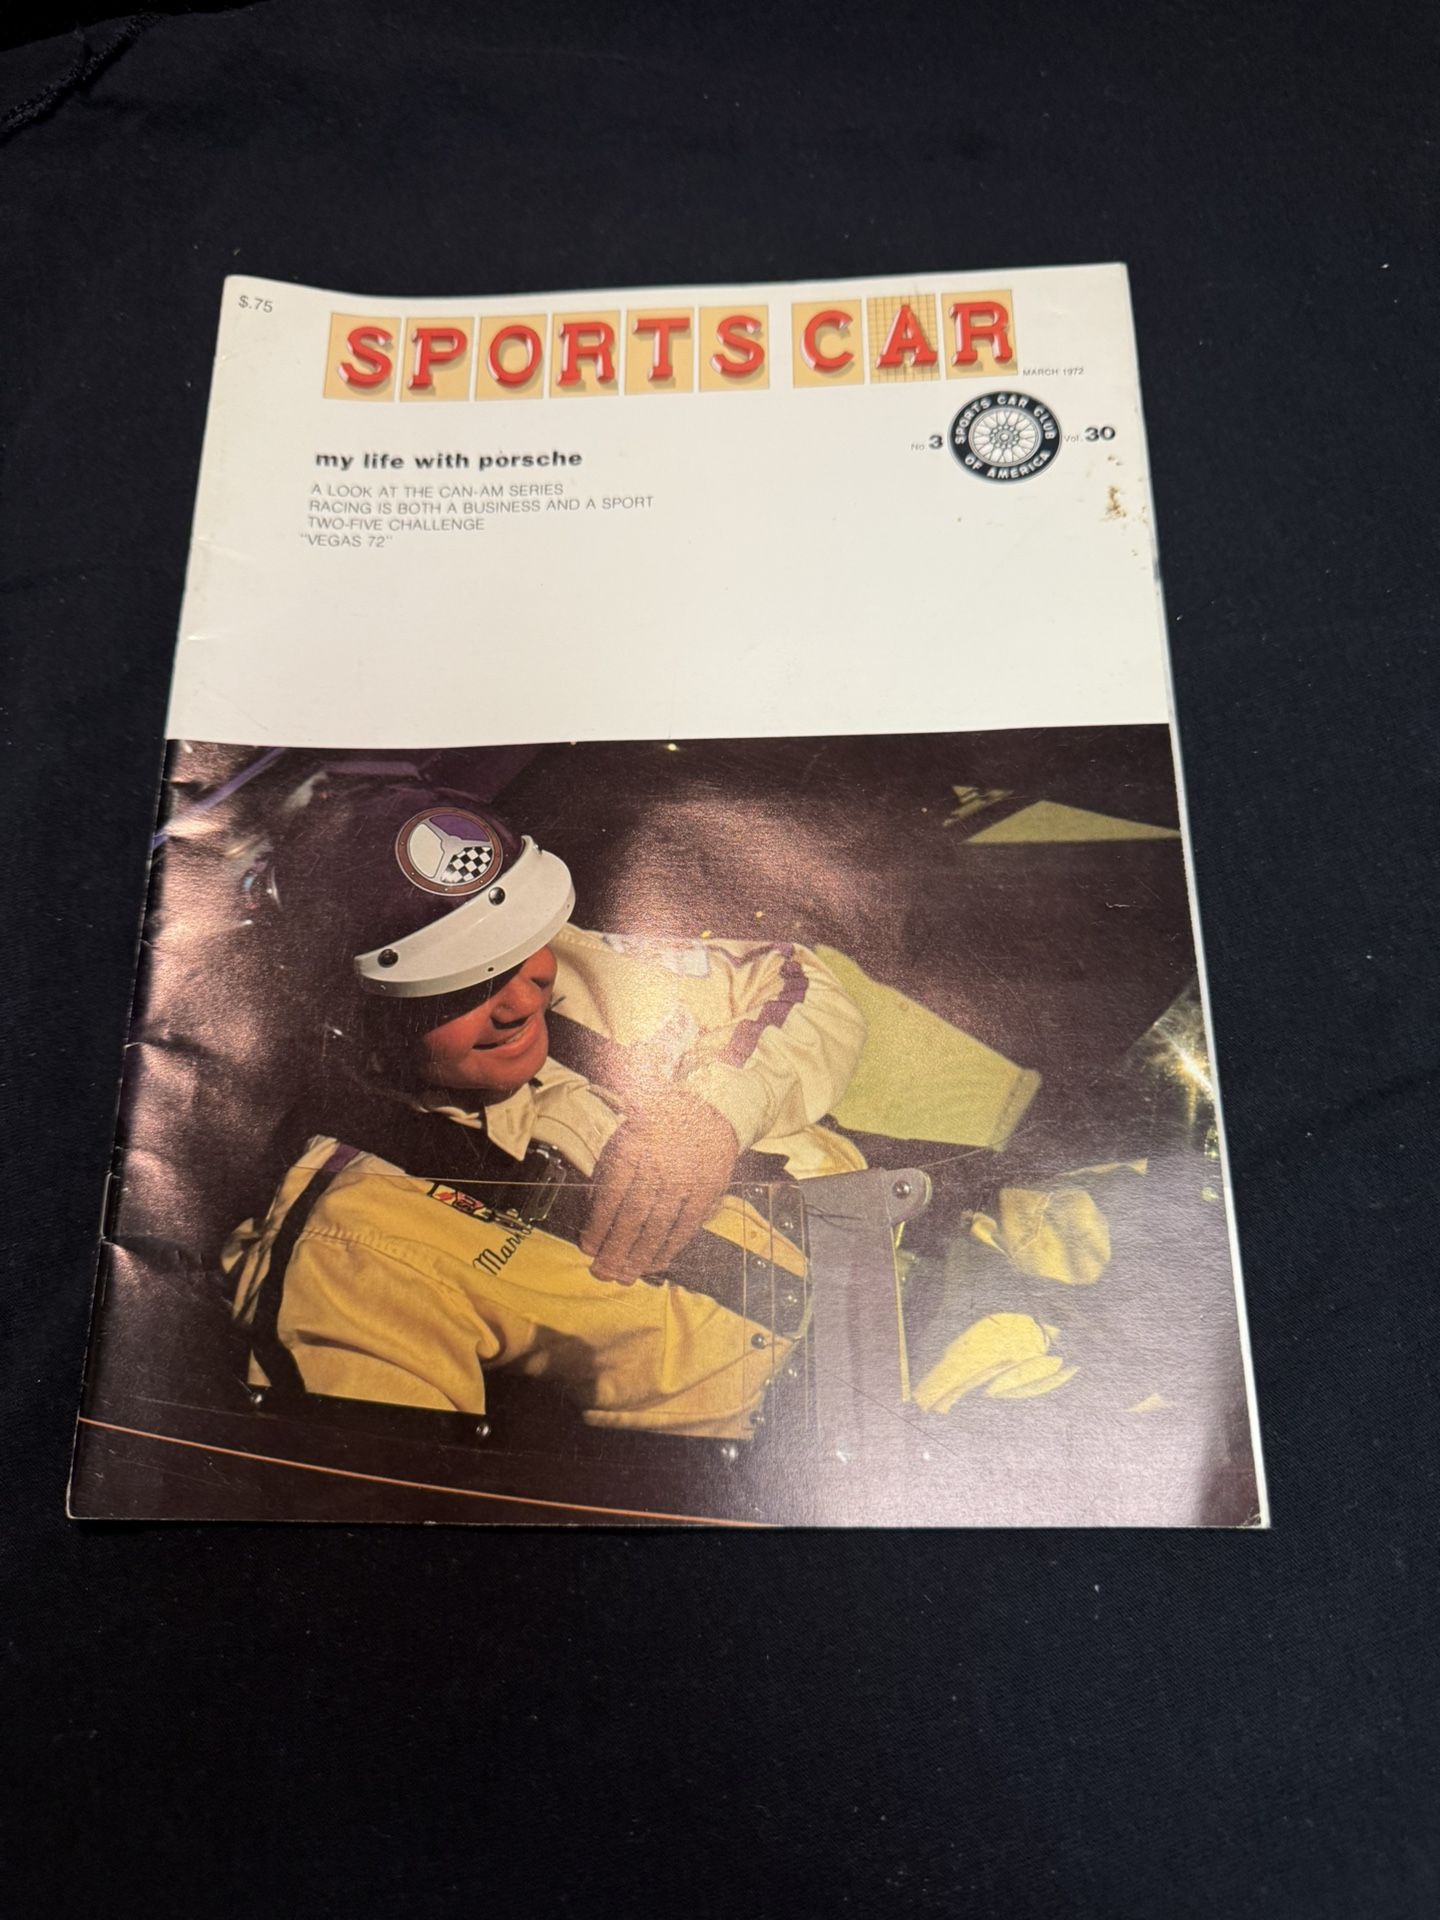 $.75
SPORTS CAR
MARCH 1972
No 3
SPORTS CAR CLUB OF AMERICA
Vol. 30
my life with porsche
A LOOK AT THE CAN-AM SERIES
RACING IS BOTH A BUSINESS AND A SPORT
TWO-FIVE CHALLENGE
"VEGAS 72"